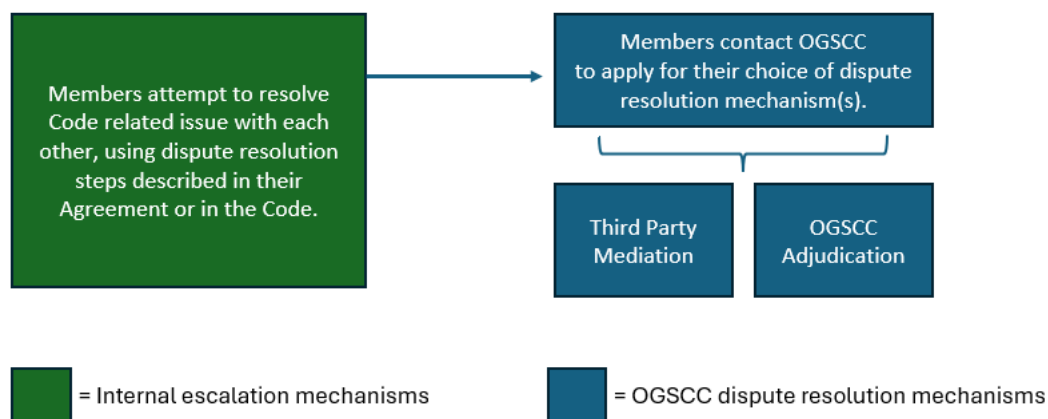 Members attempt to resolve
Code related issue with each
other, using dispute resolution
steps described in their
Agreement or in the Code.
Members contact OGSCC
to apply for their choice of dispute
resolution mechanism(s).
Third Party
Mediation
OGSCC
Adjudication
= Internal escalation mechanisms
= OGSCC dispute resolution mechanisms